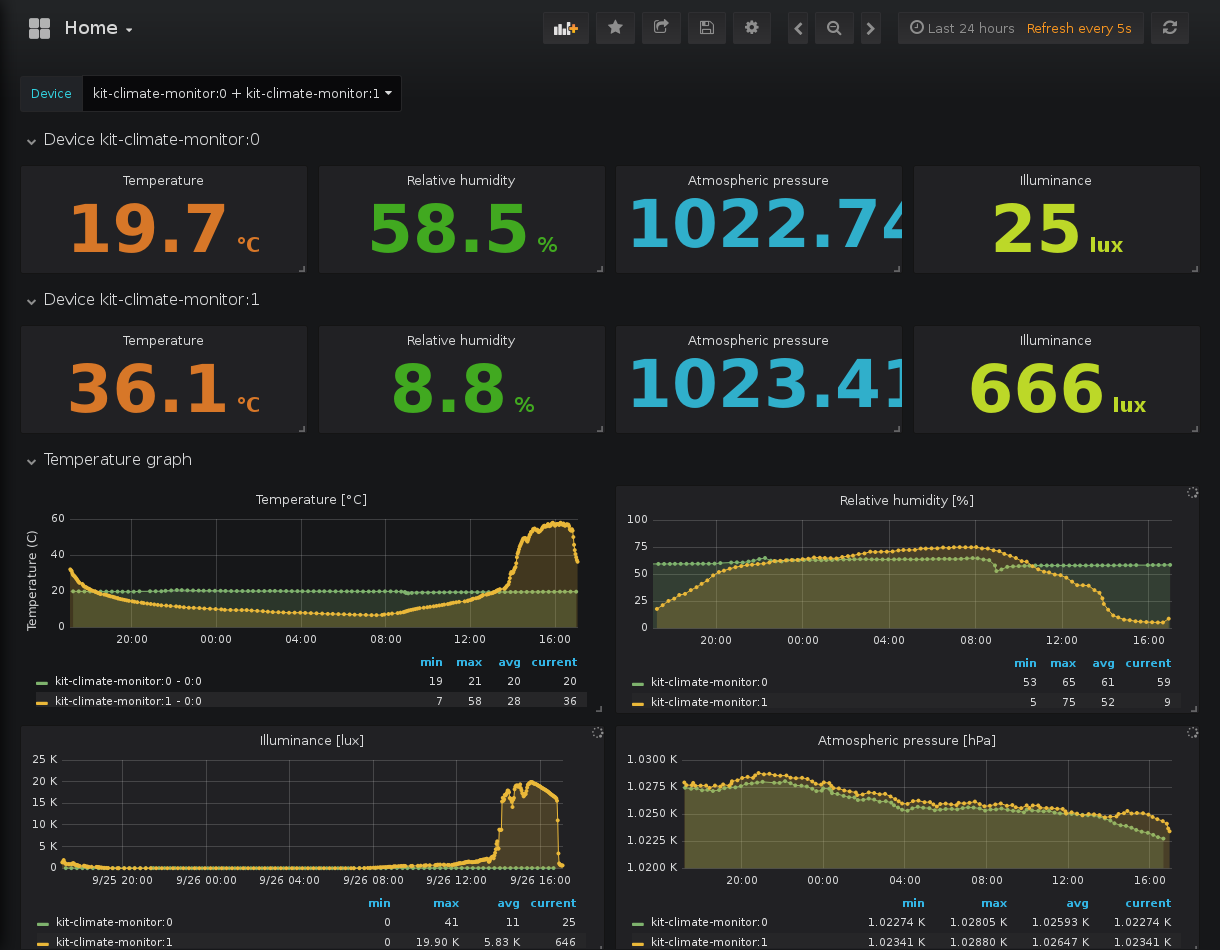 Home
Last 24 hours Refresh every 5s
Device kit-climate-monitor:0 + kit-climate-monitor:1
Device kit-climate-monitor:0
Temperature Relative humidity Atmospheric pressure Illuminance
19.7 °C 58.5 % 1022.74 25 lux
Device kit-climate-monitor:1
Temperature Relative humidity Atmospheric pressure Illuminance
36.1 °C 8.8 % 1023.41 666 lux
Temperature graph
Temperature [°C]
Temperature (C)
60
40
20
0
20:00 00:00 04:00 08:00 12:00 16:00
min max avg current
kit-climate-monitor:0 - 0:0 19 21 20 20
kit-climate-monitor:1 - 0:0 7 58 28 36
Relative humidity [%]
100
75
50
25
0
20:00 00:00 04:00 08:00 12:00 16:00
min max avg current
kit-climate-monitor:0 53 65 61 59
kit-climate-monitor:1 5 75 52 9
Illuminance [lux]
25 K
20 K
15 K
10 K
5 K
0
9/25 20:00 9/26 00:00 9/26 04:00 9/26 08:00 9/26 12:00 9/26 16:00
min max avg current
kit-climate-monitor:0 0 41 11 25
kit-climate-monitor:1 0 19.90 K 5.83 K 646
Atmospheric pressure [hPa]
1.0300 K
1.0275 K
1.0250 K
1.0225 K
1.0200 K
20:00 00:00 04:00 08:00 12:00 16:00
min max avg current
kit-climate-monitor:0 1.02274 K 1.02805 K 1.02593 K 1.02274 K
kit-climate-monitor:1 1.02341 K 1.02880 K 1.02647 K 1.02341 K